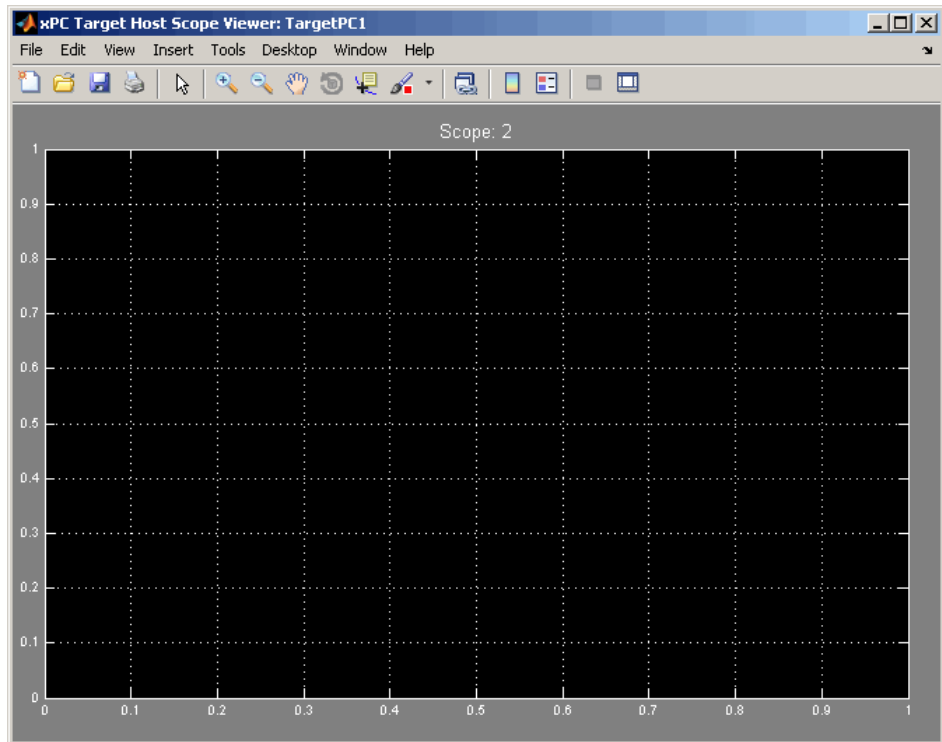 xPC Target Host Scope Viewer: TargetPC1
File Edit View Insert Tools Desktop Window Help
Scope: 2
1
0.9
0.8
0.7
0.6
0.5
0.4
0.3
0.2
0.1
0
0 0.1 0.2 0.3 0.4 0.5 0.6 0.7 0.8 0.9 1